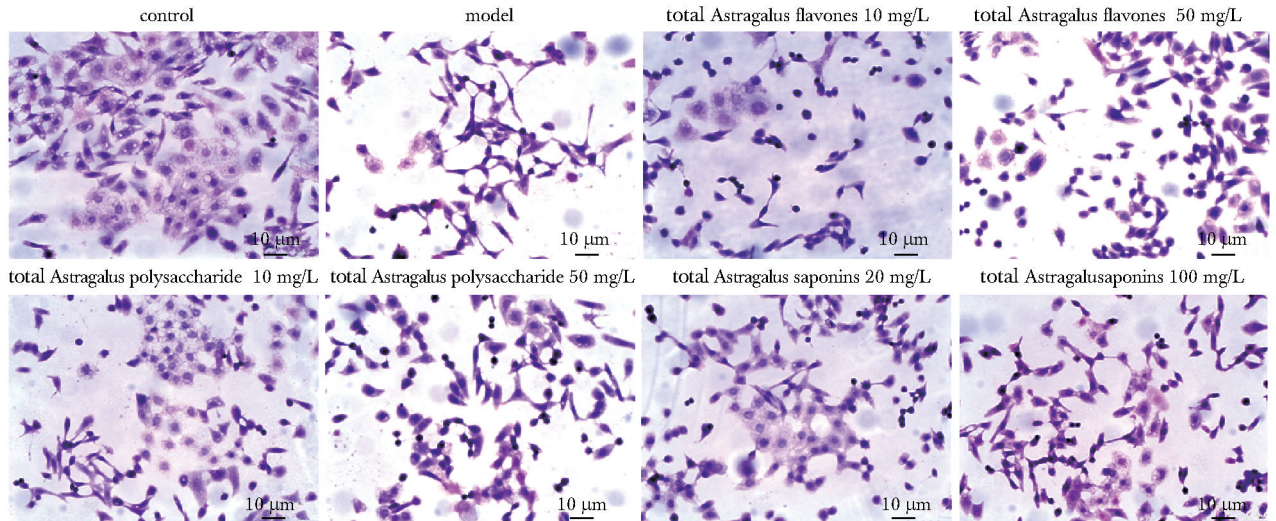 control
model
total Astragalus flavones 10 mg/L
total Astragalus flavones 50 mg/L
10 μm
10 μm
10 μm
10 μm
total Astragalus polysaccharide 10 mg/L
total Astragalus polysaccharide 50 mg/L
total Astragalus saponins 20 mg/L
total Astragalusaponins 100 mg/L
10 μm
10 μm
10 μm
10 μm